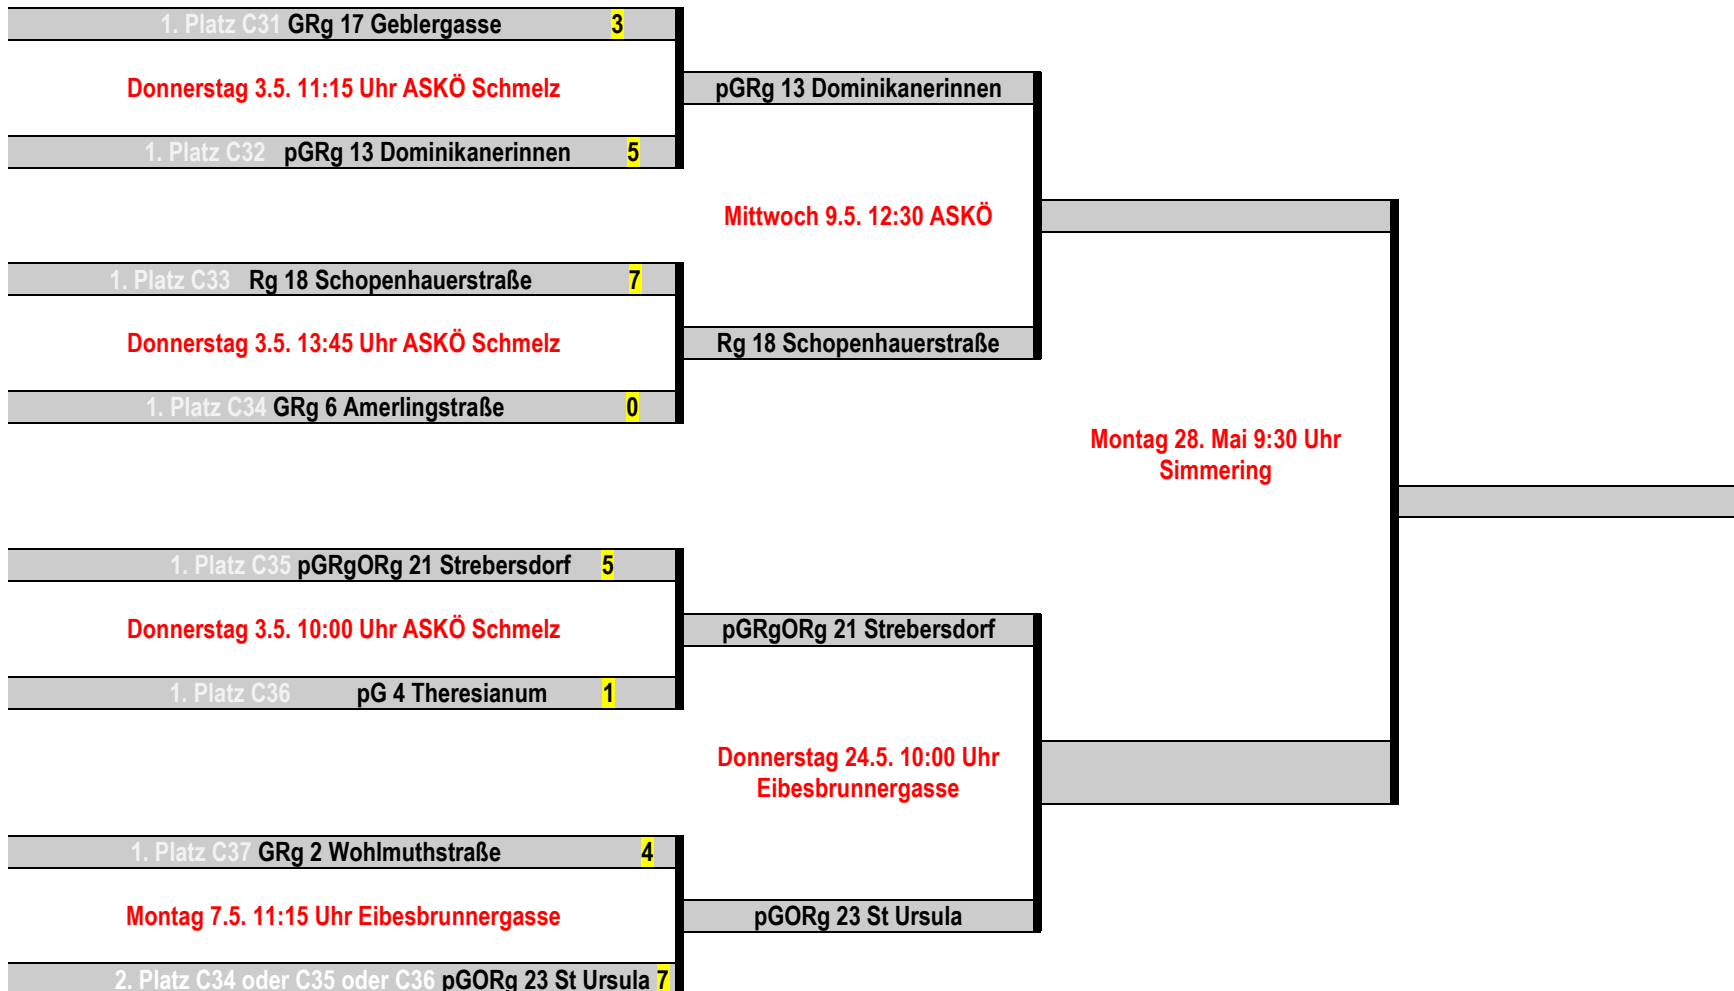 1. Platz C31 GRg 17 Geblergasse 3
Donnerstag 3.5. 11:15 Uhr ASKÖ Schmelz
1. Platz C32 pGRg 13 Dominikanerinnen 5
1. Platz C33 Rg 18 Schopenhauerstraße 7
Donnerstag 3.5. 13:45 Uhr ASKÖ Schmelz
1. Platz C34 GRg 6 Amerlingstraße 0
1. Platz C35 pGRgORg 21 Strebersdorf 5
Donnerstag 3.5. 10:00 Uhr ASKÖ Schmelz
1. Platz C36 pG 4 Theresianum 1
1. Platz C37 GRg 2 Wohlmuthstraße 4
Montag 7.5. 11:15 Uhr Eibesbrunnergasse
2. Platz C34 oder C35 oder C36 pGORg 23 St Ursula 7
pGRg 13 Dominikanerinnen
Mittwoch 9.5. 12:30 ASKÖ
Rg 18 Schopenhauerstraße
pGRgORg 21 Strebersdorf
Donnerstag 24.5. 10:00 Uhr
Eibesbrunnergasse
pGORg 23 St Ursula
Montag 28. Mai 9:30 Uhr
Simmering